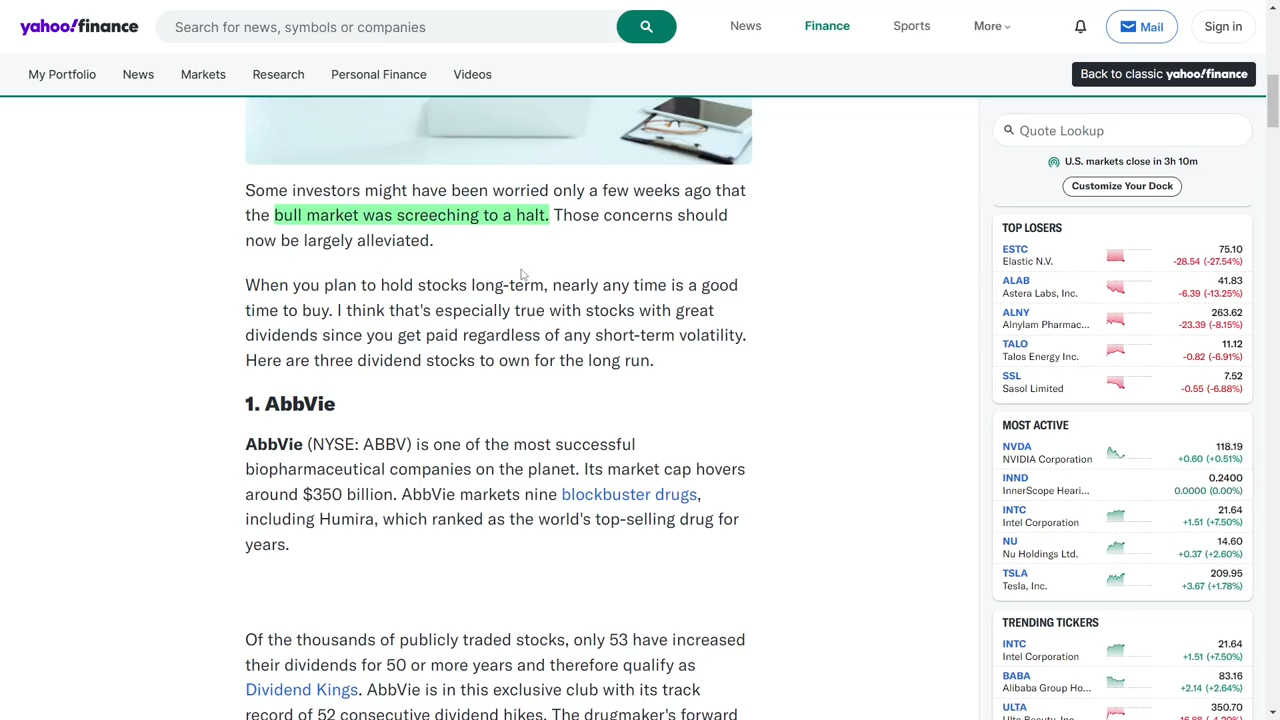 yahoo!finance
Search for news, symbols or companies
News
Finance
Sports
More
Mail
Sign in
My Portfolio
News
Markets
Research
Personal Finance
Videos
Back to classic yahoo!finance
Some investors might have been worried only a few weeks ago that
the bull market was screeching to a halt. Those concerns should
now be largely alleviated.
When you plan to hold stocks long-term, nearly any time is a good
time to buy. I think that's especially true with stocks with great
dividends since you get paid regardless of any short-term volatility.
Here are three dividend stocks to own for the long run.
1. AbbVie
AbbVie (NYSE: ABBV) is one of the most successful
biopharmaceutical companies on the planet. Its market cap hovers
around $350 billion. AbbVie markets nine blockbuster drugs,
including Humira, which ranked as the world's top-selling drug for
years.
Of the thousands of publicly traded stocks, only 53 have increased
their dividends for 50 or more years and therefore qualify as
Dividend Kings. AbbVie is in this exclusive club with its track
record of 52 consecutive dividend hikes. The drugmaker's forward
Quote Lookup
U.S. markets close in 3h 10m
Customize Your Dock
TOP LOSERS
ESTC 75.10
Elastic N.V. -28.54 (-27.54%)
ALAB 41.83
Astera Labs, Inc. -6.39 (-13.25%)
ALNY 263.62
Alnylam Pharmac... -23.39 (-8.15%)
TALO 11.12
Talos Energy Inc. -0.82 (-6.91%)
SSL 7.52
Sasol Limited -0.55 (-6.88%)
MOST ACTIVE
NVDA 118.19
NVIDIA Corporation +0.60 (+0.51%)
INND 0.2400
InnerScope Heari... 0.0000 (0.00%)
INTC 21.64
Intel Corporation +1.51 (+7.50%)
NU 14.60
Nu Holdings Ltd. +0.37 (+2.60%)
TSLA 209.95
Tesla, Inc. +3.67 (+1.78%)
TRENDING TICKERS
INTC 21.64
Intel Corporation +1.51 (+7.50%)
BABA 83.16
Alibaba Group Ho... +2.14 (+2.64%)
ULTA 350.70